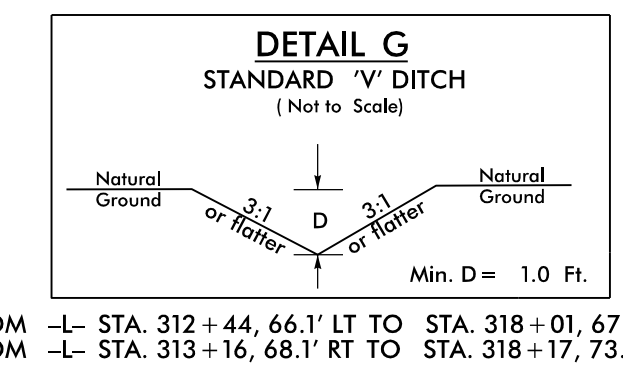 DETAIL G
STANDARD 'V' DITCH
( Not to Scale)
Natural
Ground
3:1
or flatter
D
3:1
or flatter
Natural
Ground
Min. D = 1.0 Ft.
-L- STA. 312+44, 66.1' LT TO STA. 318+01, 67
-L- STA. 313+16, 68.1' RT TO STA. 318+17, 73.